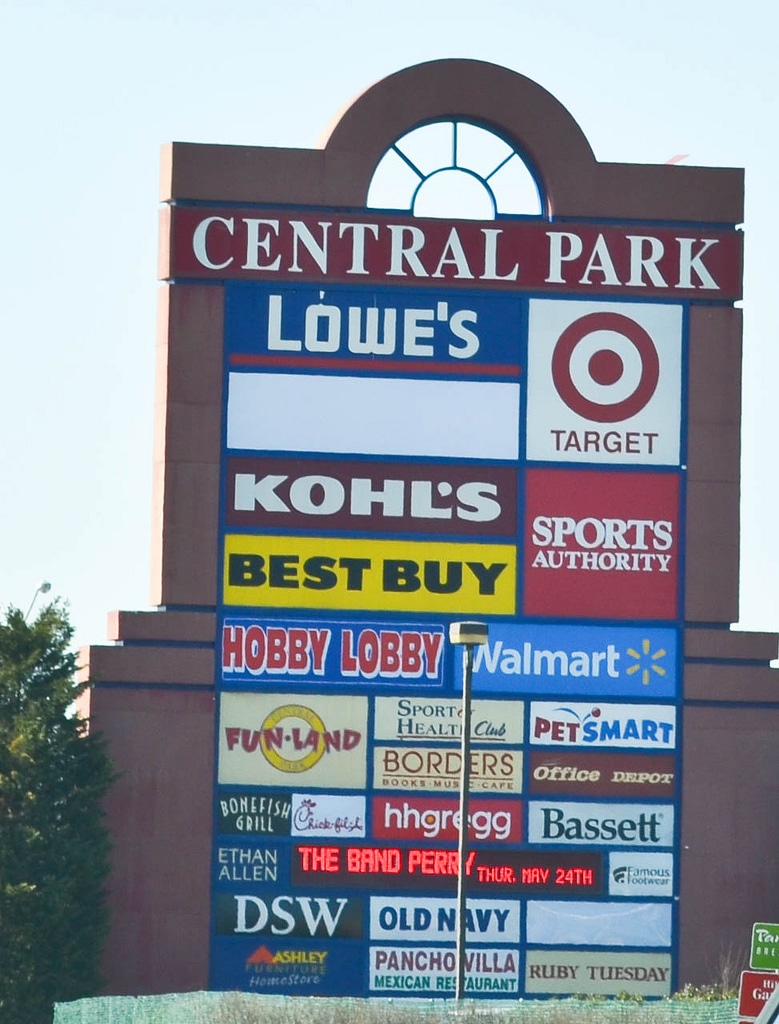 CENTRAL PARK
LOWE'S
TARGET
KOHL'S
SPORTS
AUTHORITY
BEST BUY
HOBBY LOBBY
Walmart
FUN-LAND
SPORT &
HEALTH Club
PETSMART
BORDERS
BOOKS·MUSIC·CAFE
Office DEPOT
BONEFISH
GRILL
Chick-fil-A
hhgregg
Bassett
ETHAN
ALLEN
THE BAND PERRY
THUR. MAY 24TH
Famous
Footwear
DSW
OLD NAVY
ASHLEY
FURNITURE
HomeStore
PANCHO VILLA
MEXICAN RESTAURANT
RUBY TUESDAY